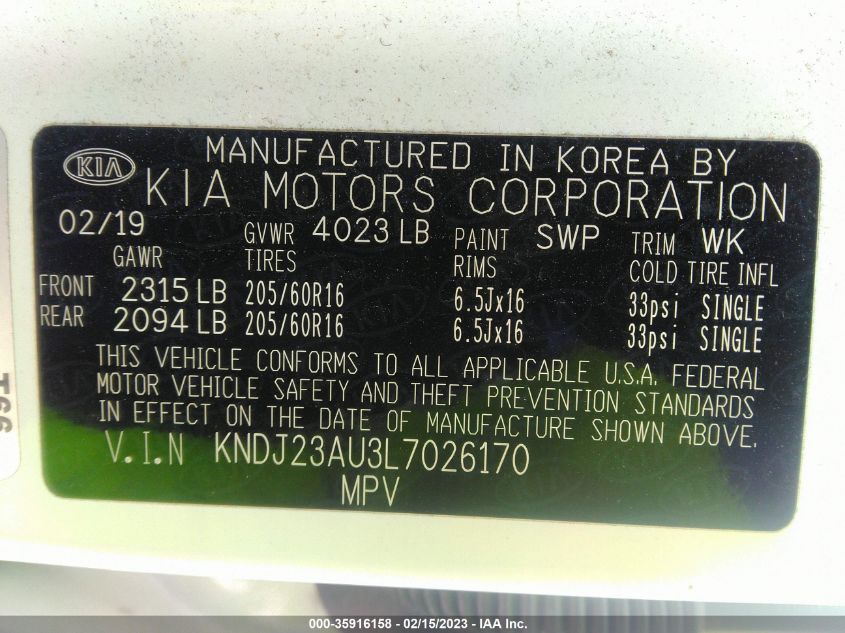 KIA
MANUFACTURED IN KOREA BY
KIA MOTORS CORPORATION
02/19 GVWR 4023 LB PAINT SWP TRIM WK
GAWR TIRES RIMS COLD TIRE INFL
FRONT 2315 LB 205/60R16 6.5Jx16 33psi SINGLE
REAR 2094 LB 205/60R16 6.5Jx16 33psi SINGLE
THIS VEHICLE CONFORMS TO ALL APPLICABLE U.S.A. FEDERAL
MOTOR VEHICLE SAFETY AND THEFT PREVENTION STANDARDS
IN EFFECT ON THE DATE OF MANUFACTURE SHOWN ABOVE.
V.I.N KNDJ23AU3L7026170
MPV
T66
000-35916158 - 02/15/2023 - IAA Inc.